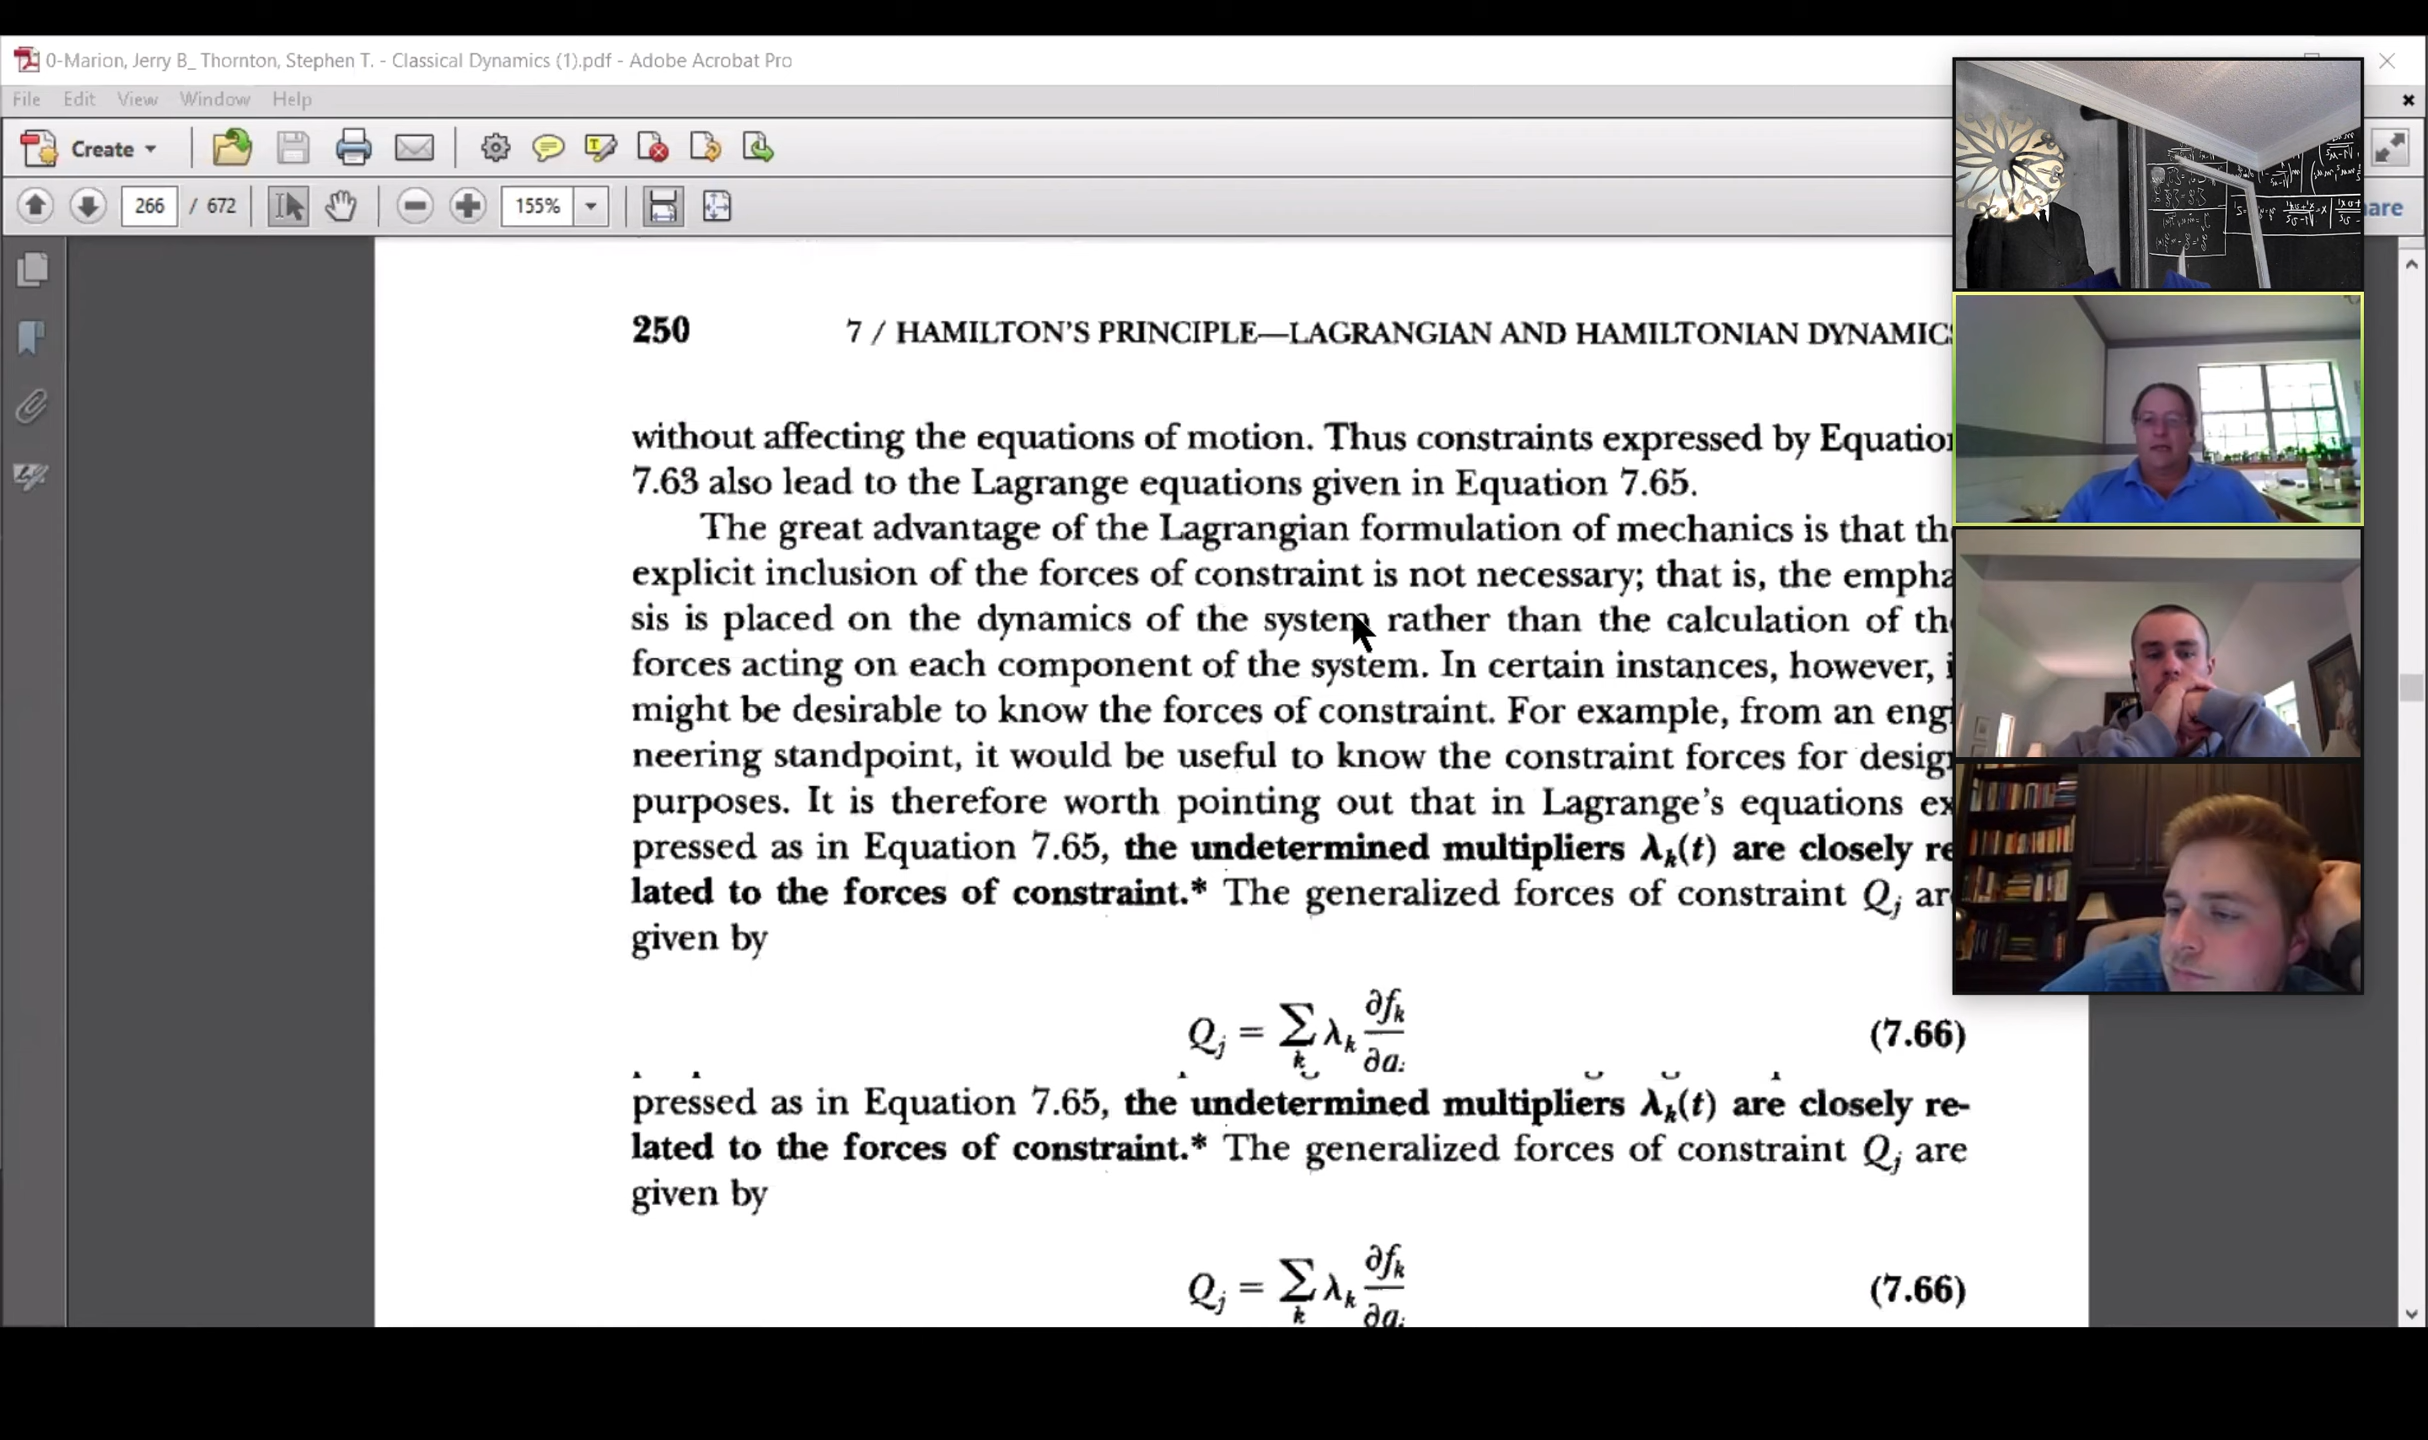 0-Marion, Jerry B_ Thornton, Stephen T. - Classical Dynamics (1).pdf - Adobe Acrobat Pro
File Edit View Window Help
Create
266 / 672 155%
are
250 7 / HAMILTON'S PRINCIPLE—LAGRANGIAN AND HAMILTONIAN DYNAMICS
without affecting the equations of motion. Thus constraints expressed by Equation
7.63 also lead to the Lagrange equations given in Equation 7.65.
The great advantage of the Lagrangian formulation of mechanics is that th
explicit inclusion of the forces of constraint is not necessary; that is, the empha
sis is placed on the dynamics of the system rather than the calculation of th
forces acting on each component of the system. In certain instances, however, i
might be desirable to know the forces of constraint. For example, from an engi
neering standpoint, it would be useful to know the constraint forces for design
purposes. It is therefore worth pointing out that in Lagrange's equations ex
pressed as in Equation 7.65, the undetermined multipliers λₖ(t) are closely re
lated to the forces of constraint.* The generalized forces of constraint Qⱼ ar
given by
Qⱼ = ∑ₖ λₖ ∂fₖ/∂q (7.66)
pressed as in Equation 7.65, the undetermined multipliers λₖ(t) are closely re-
lated to the forces of constraint.* The generalized forces of constraint Qⱼ are
given by
Qⱼ = ∑ₖ λₖ ∂fₖ/∂q (7.66)